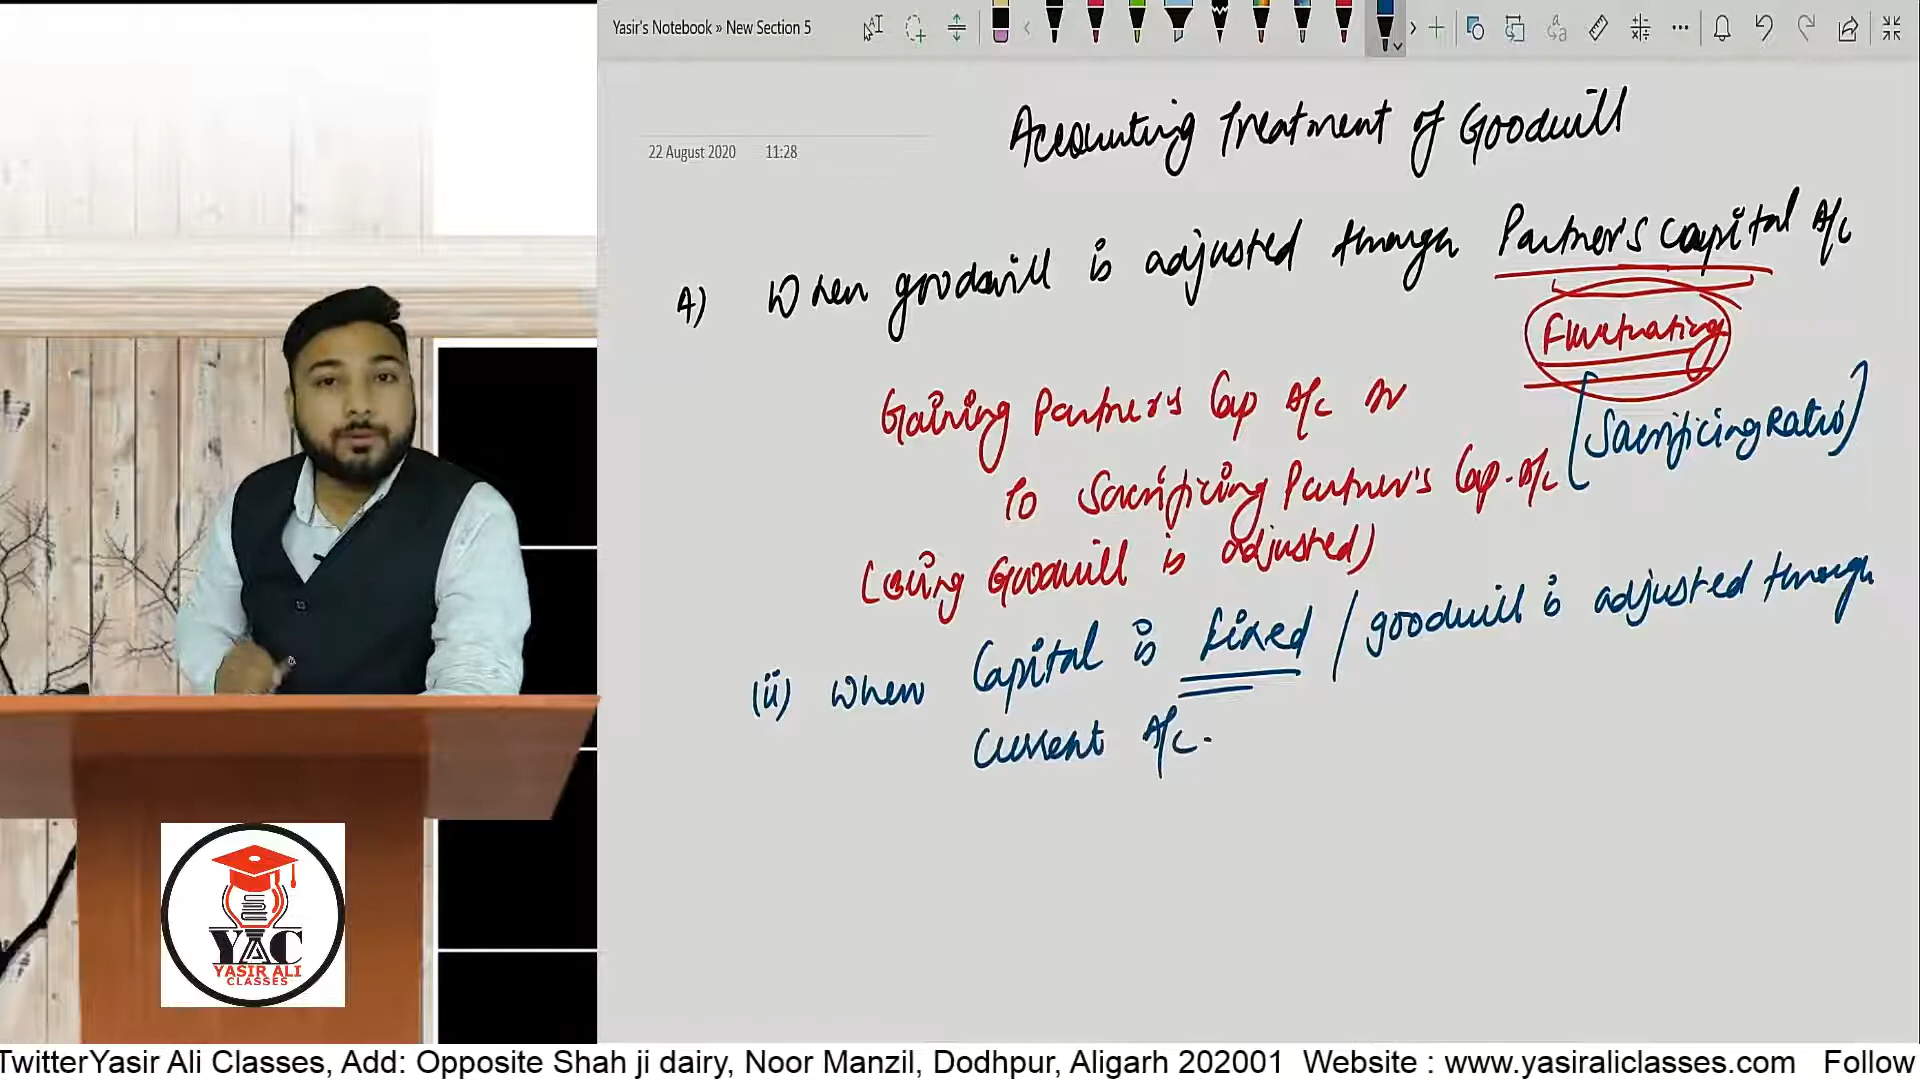 Yasir's Notebook » New Section 5
22 August 2020 11:28
Accounting Treatment of Goodwill
A) When goodwill is adjusted through Partner's Capital A/c
Fluctuating
Gaining Partner's Cap A/c Dr
[Sacrificing Ratio]
To Sacrificing Partner's Cap. A/c
(Being Goodwill is adjusted)
(ii) When Capital is fixed / goodwill is adjusted through
Current A/c.
YAC
YASIR ALI
CLASSES
TwitterYasir Ali Classes, Add: Opposite Shah ji dairy, Noor Manzil, Dodhpur, Aligarh 202001 Website : www.yasiraliclasses.com Follow